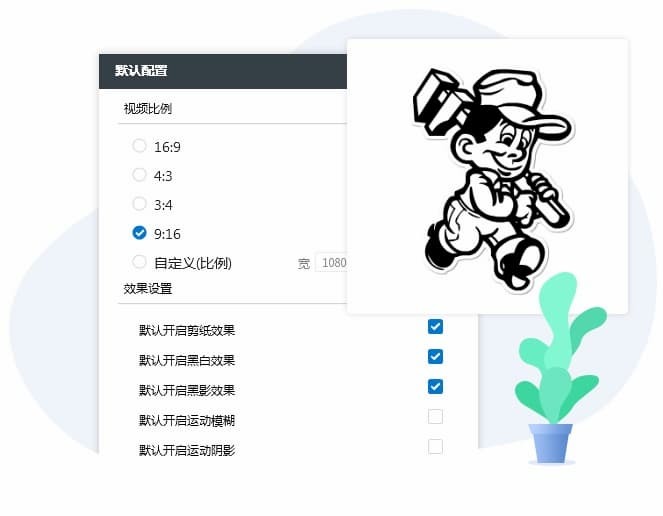 默认配置
视频比例
16:9
4:3
3:4
9:16
自定义(比例) 宽 1080
效果设置
默认开启剪纸效果
默认开启黑白效果
默认开启黑影效果
默认开启运动模糊
默认开启运动阴影